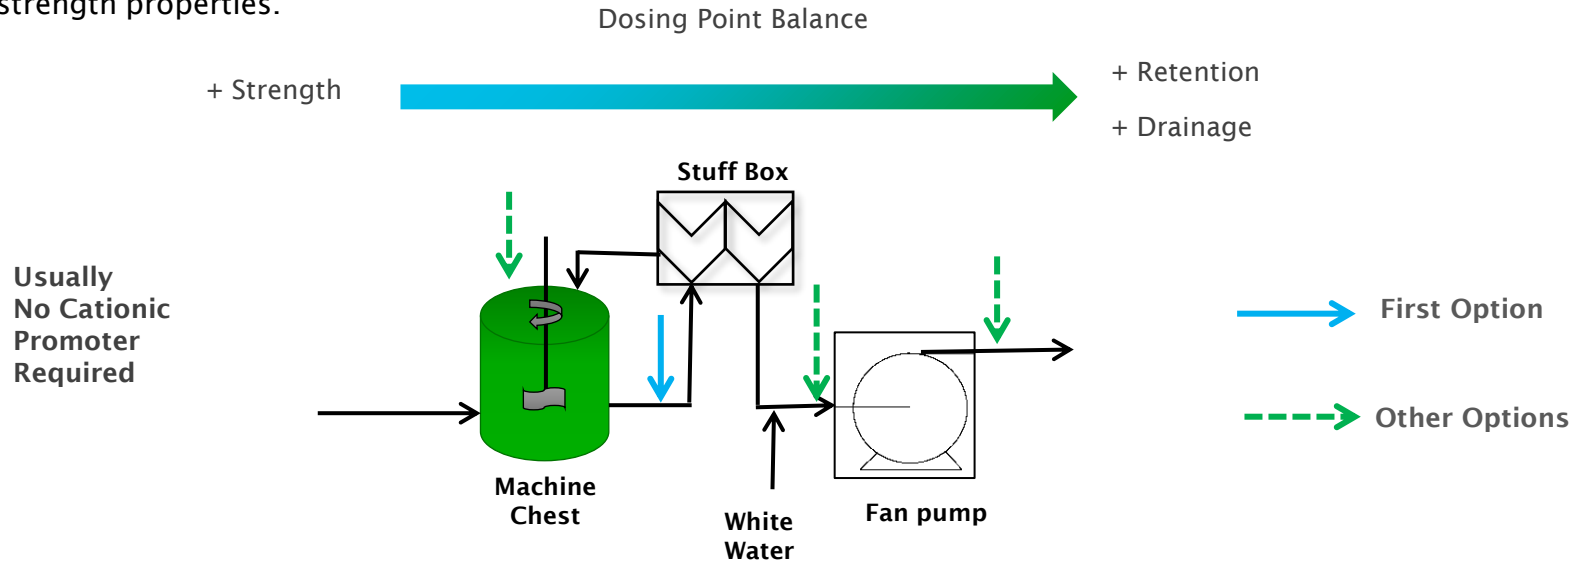 strength properties.
Dosing Point Balance
+ Strength
+ Retention
+ Drainage
Stuff Box
Usually
No Cationic
Promoter
Required
First Option
Other Options
Machine
Chest
White
Water
Fan pump